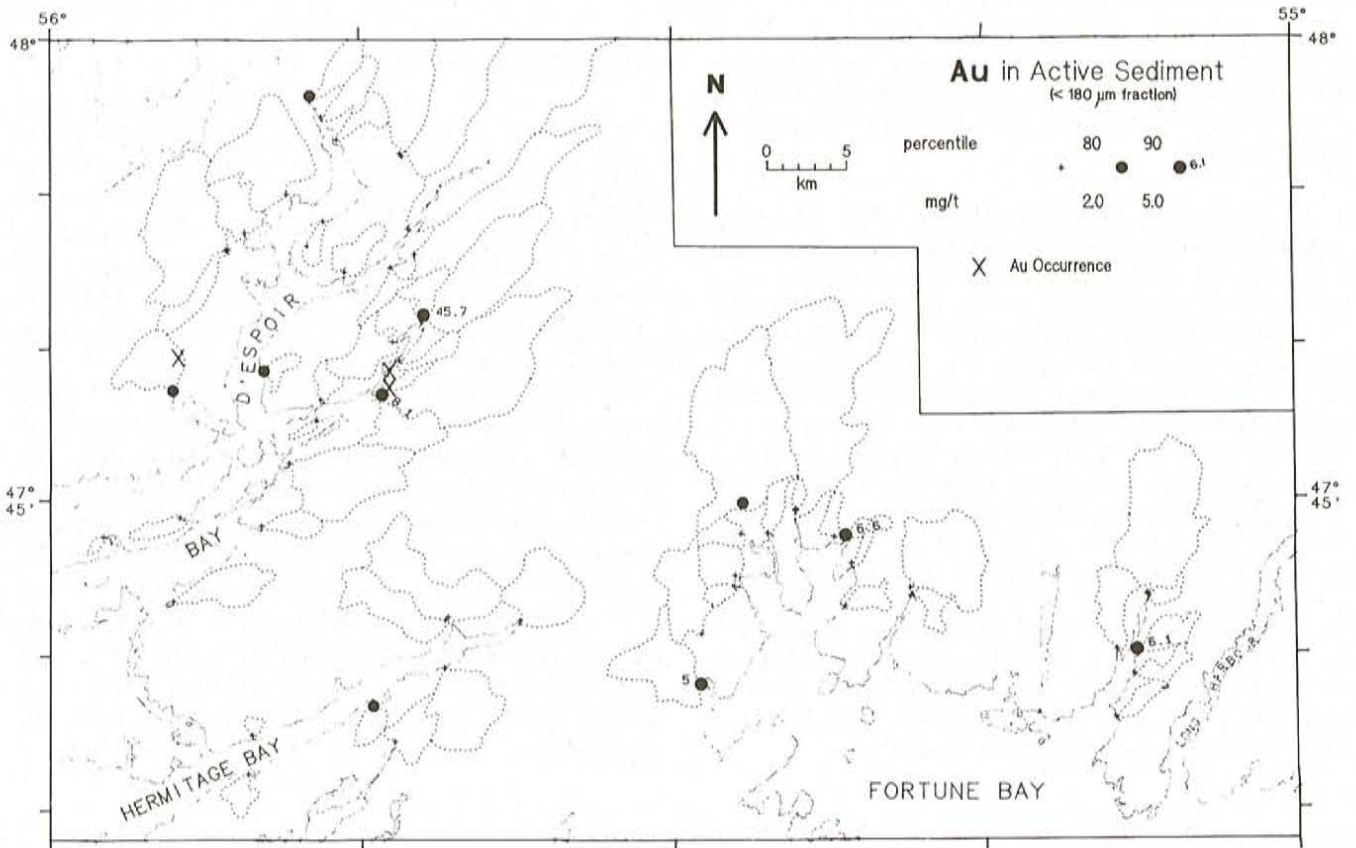 56°
55°
48°
48°
N
Au in Active Sediment
(< 180 µm fraction)
0 5
km
percentile 80 90
6.1
mg/t 2.0 5.0
X Au Occurrence
45.7
D'ESPOIR
47°
45'
47°
45'
6.6
BAY
6.1
5
LONG HARBOUR
HERMITAGE BAY
FORTUNE BAY